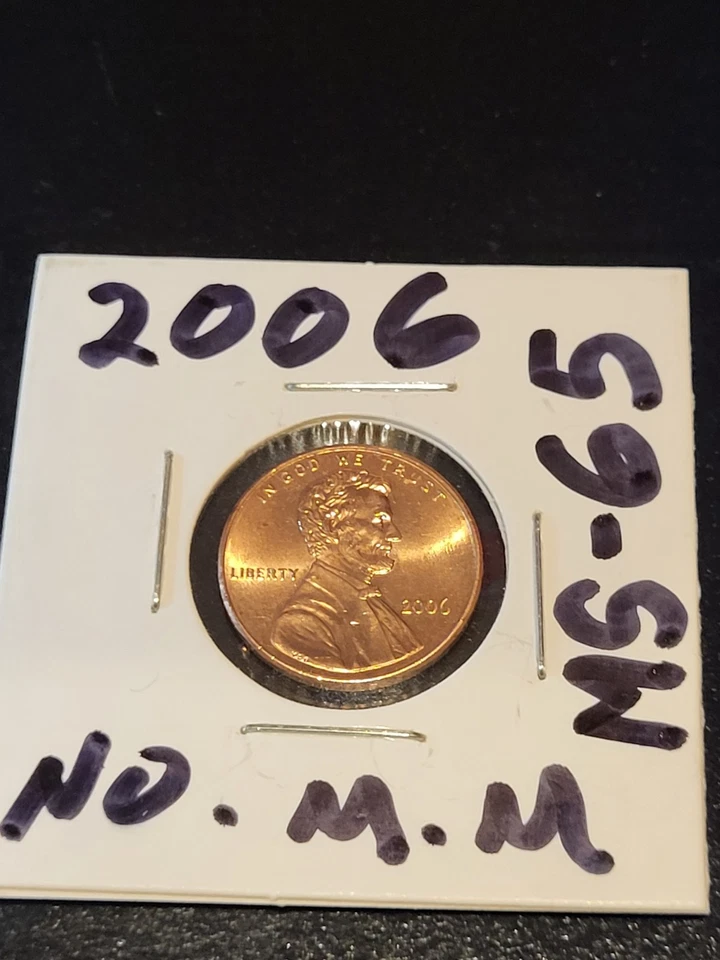 2006
MS-65
IN GOD WE TRUST
LIBERTY
2006
NO. M.M